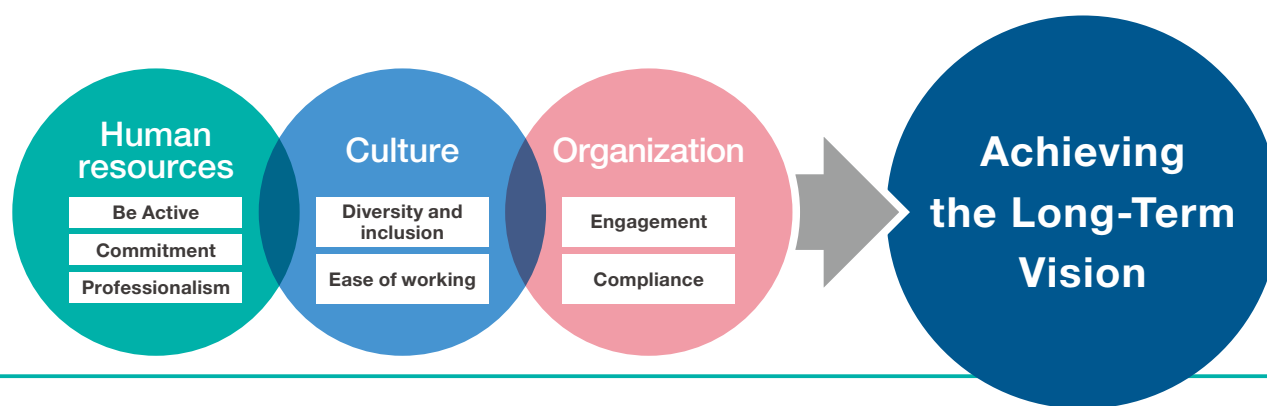 Human
resources
Be Active
Commitment
Professionalism
Culture
Diversity and
inclusion
Ease of working
Organization
Engagement
Compliance
Achieving
the Long-Term
Vision